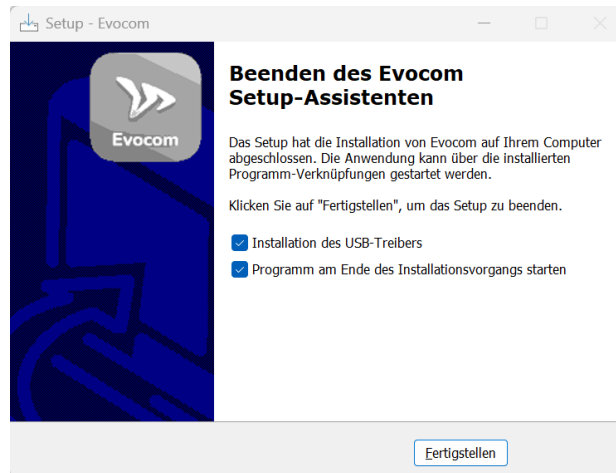 Setup - Evocom
Evocom
Beenden des Evocom
Setup-Assistenten
Das Setup hat die Installation von Evocom auf Ihrem Computer
abgeschlossen. Die Anwendung kann über die installierten
Programm-Verknüpfungen gestartet werden.
Klicken Sie auf "Fertigstellen", um das Setup zu beenden.
Installation des USB-Treibers
Programm am Ende des Installationsvorgangs starten
Fertigstellen